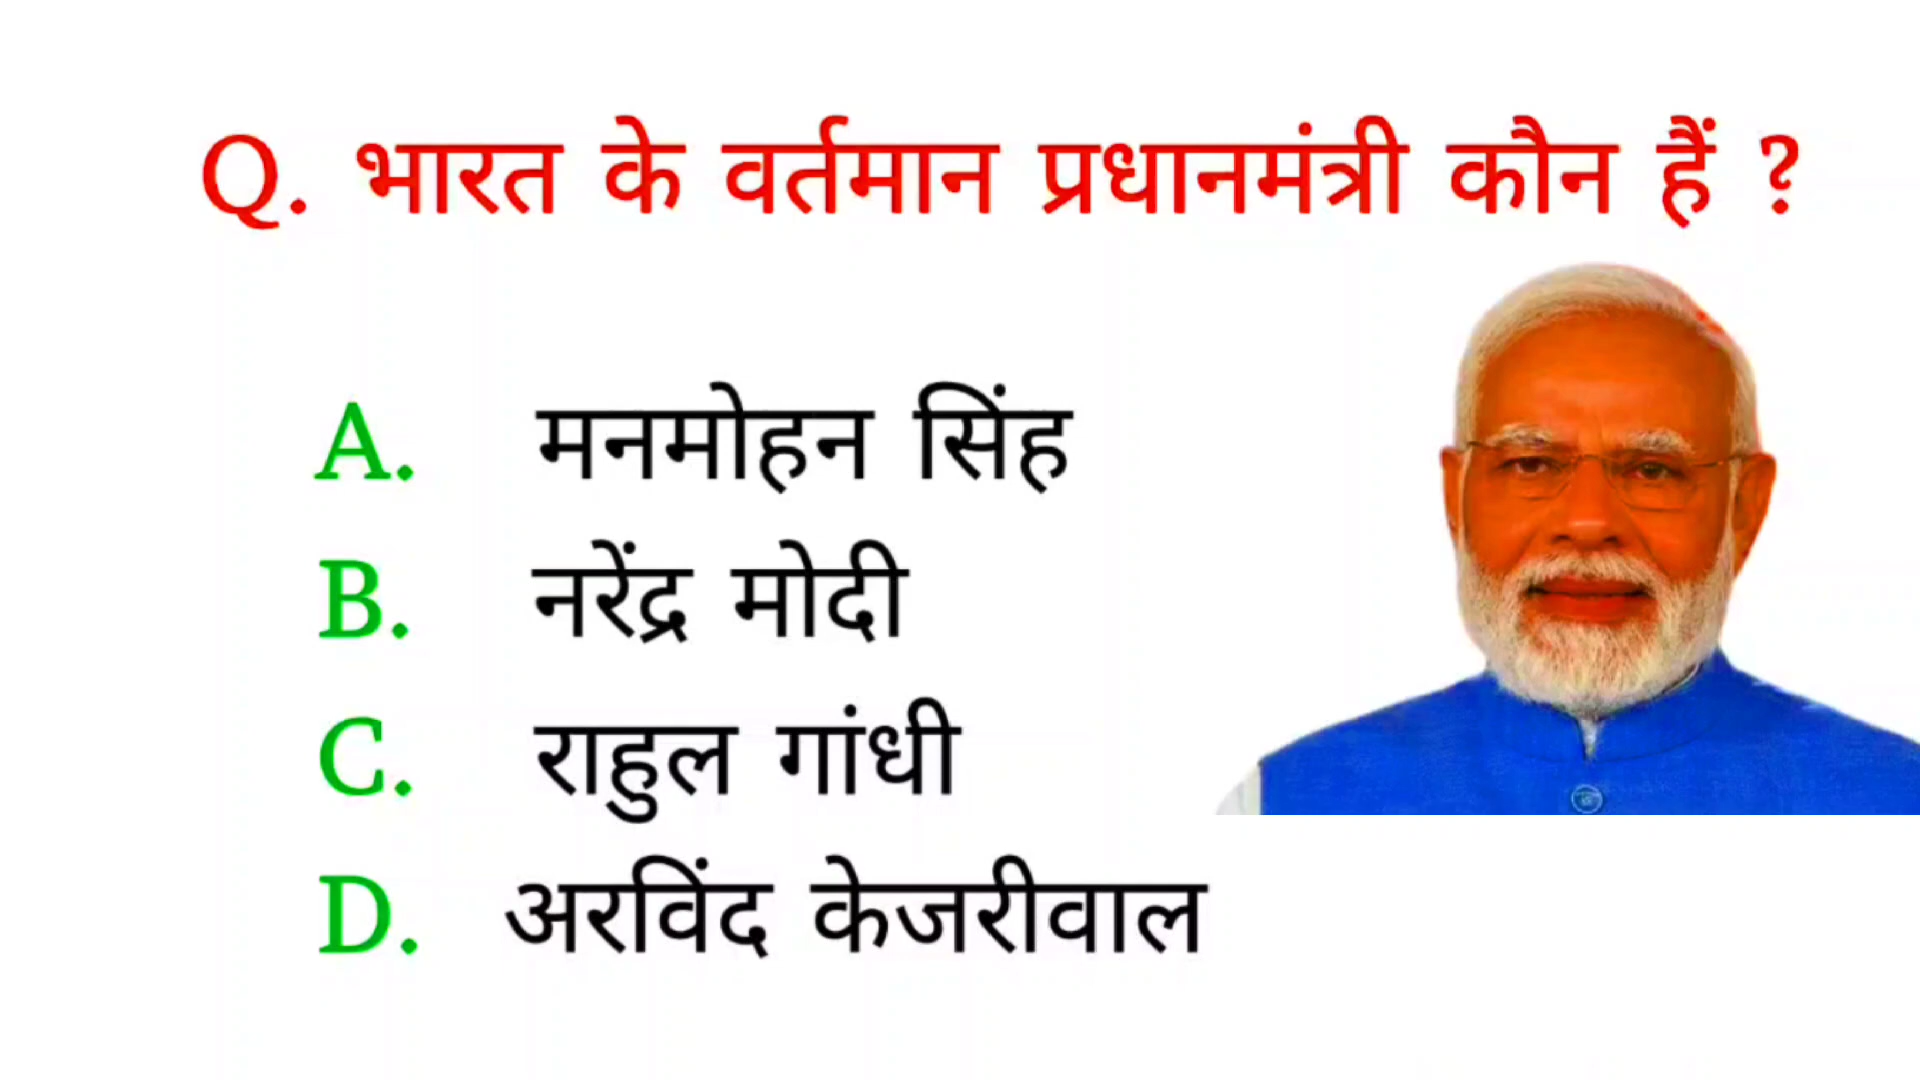 Q. भारत के वर्तमान प्रधानमंत्री कौन हैं ?
A. मनमोहन सिंह
B. नरेंद्र मोदी
C. राहुल गांधी
D. अरविंद केजरीवाल